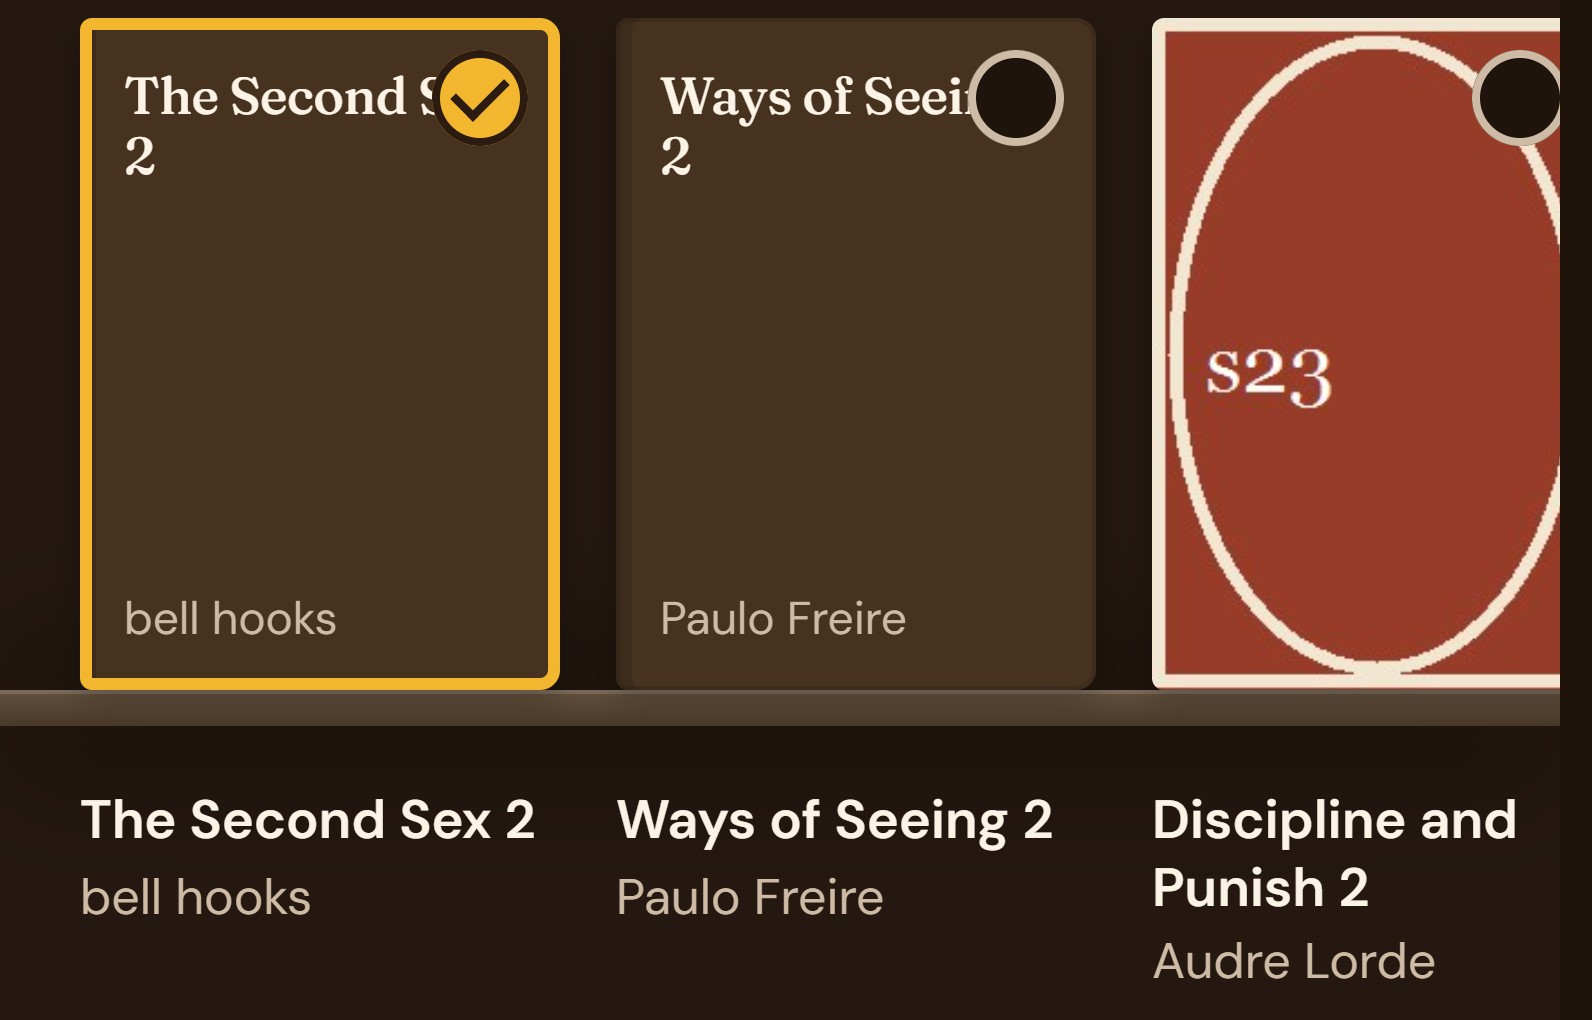 The Second
2
bell hooks
Ways of
2
Paulo Freire
s23
The Second Sex 2
bell hooks
Ways of Seeing 2
Paulo Freire
Discipline and
Punish 2
Audre Lorde